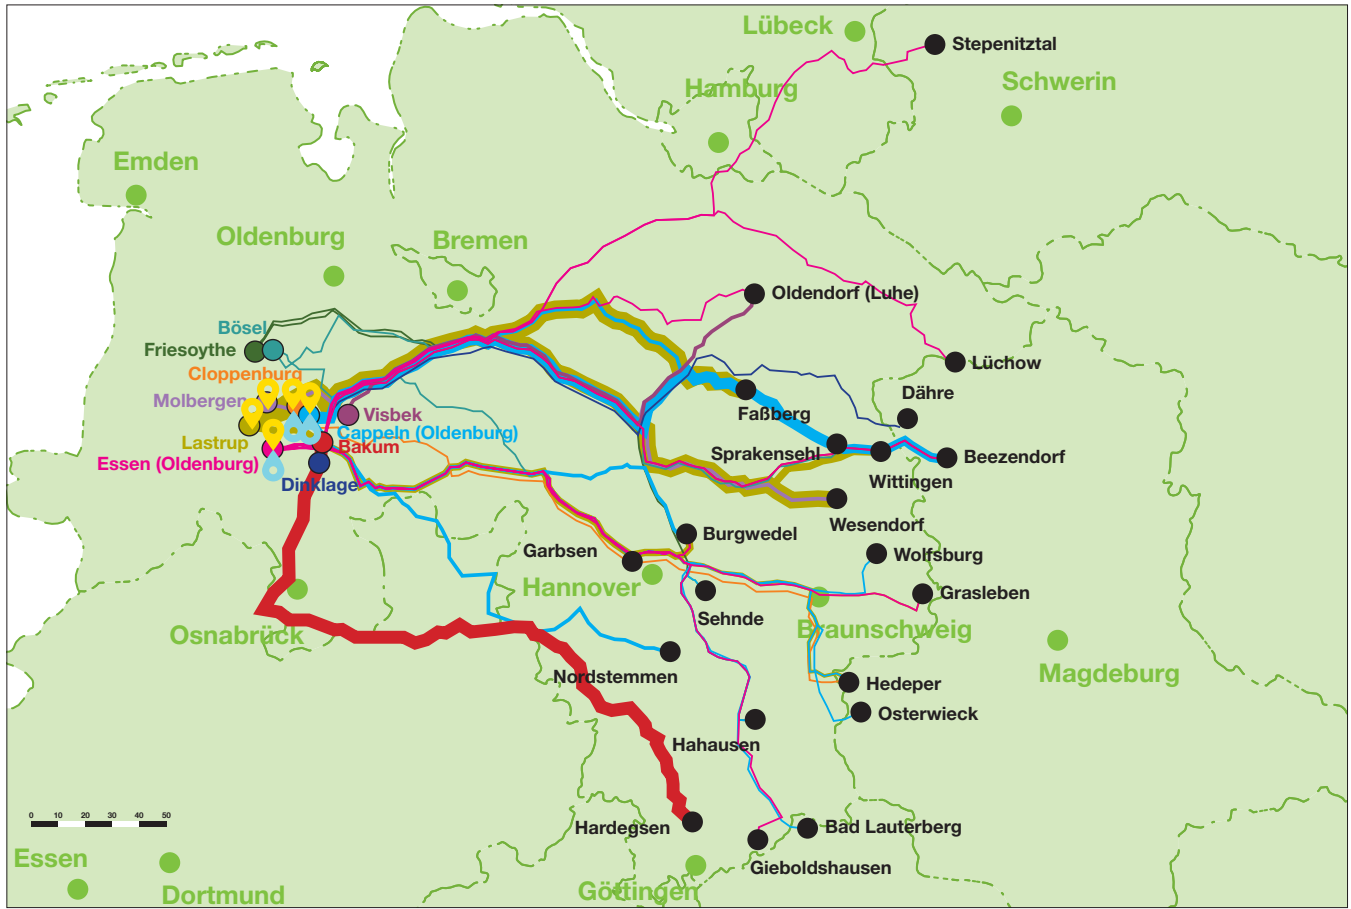 Lübeck
Stepenitztal
Hamburg
Schwerin
Emden
Oldenburg
Bremen
Oldendorf (Luhe)
Bösel
Friesoythe
Cloppenburg
Lüchow
Dähre
Molbergen
Visbek
Faßberg
Lastrup
Cappeln (Oldenburg)
Bakum
Sprakensehl
Beezendorf
Essen (Oldenburg)
Wittingen
Dinklage
Wesendorf
Burgwedel
Garbsen
Wolfsburg
Hannover
Grasleben
Sehnde
Osnabrück
Braunschweig
Magdeburg
Nordstemmen
Hedeper
Osterwieck
Hahausen
0 10 20 30 40 50
Hardegsen
Bad Lauterberg
Essen
Gieboldshausen
Dortmund
Göttingen